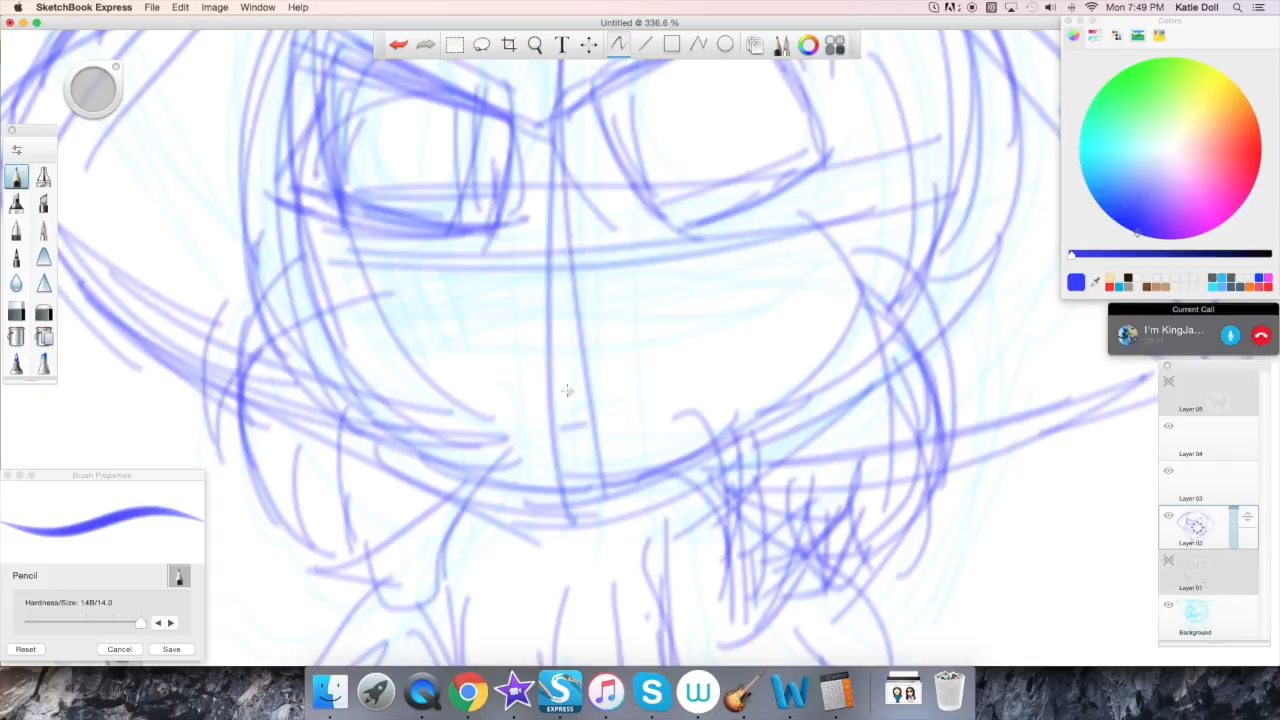 SketchBook Express File Edit Image Window Help
Mon 7:49 PM Katie Doll
Untitled @ 336.6 %
Colors
T
Current Call
I'm KingJa...
29:37
Layer 05
Layer 04
Layer 03
Layer 02
Layer 01
Background
Brush Properties
Pencil
Hardness/Size: 14B/14.0
Reset Cancel Save
EXPRESS